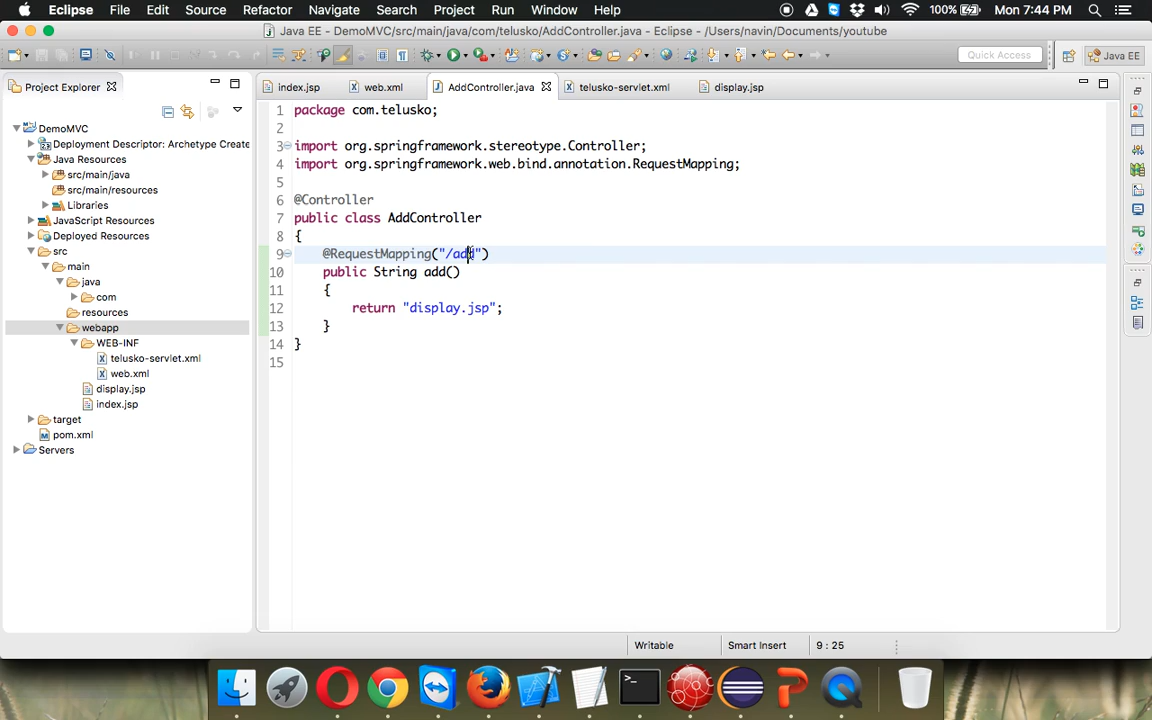 Eclipse File Edit Source Refactor Navigate Search Project Run Window Help 100% Mon 7:44 PM
Java EE - DemoMVC/src/main/java/com/telusko/AddController.java - Eclipse - /Users/navin/Documents/youtube
Quick Access Java EE
Project Explorer
index.jsp web.xml AddController.java telusko-servlet.xml display.jsp
DemoMVC
Deployment Descriptor: Archetype Create
Java Resources
src/main/java
src/main/resources
Libraries
JavaScript Resources
Deployed Resources
src
main
java
com
resources
webapp
WEB-INF
telusko-servlet.xml
web.xml
display.jsp
index.jsp
target
pom.xml
Servers
1 package com.telusko;
2
3 import org.springframework.stereotype.Controller;
4 import org.springframework.web.bind.annotation.RequestMapping;
5
6 @Controller
7 public class AddController
8 {
9 @RequestMapping("/add")
10 public String add()
11 {
12 return "display.jsp";
13 }
14 }
15
Writable Smart Insert 9 : 25